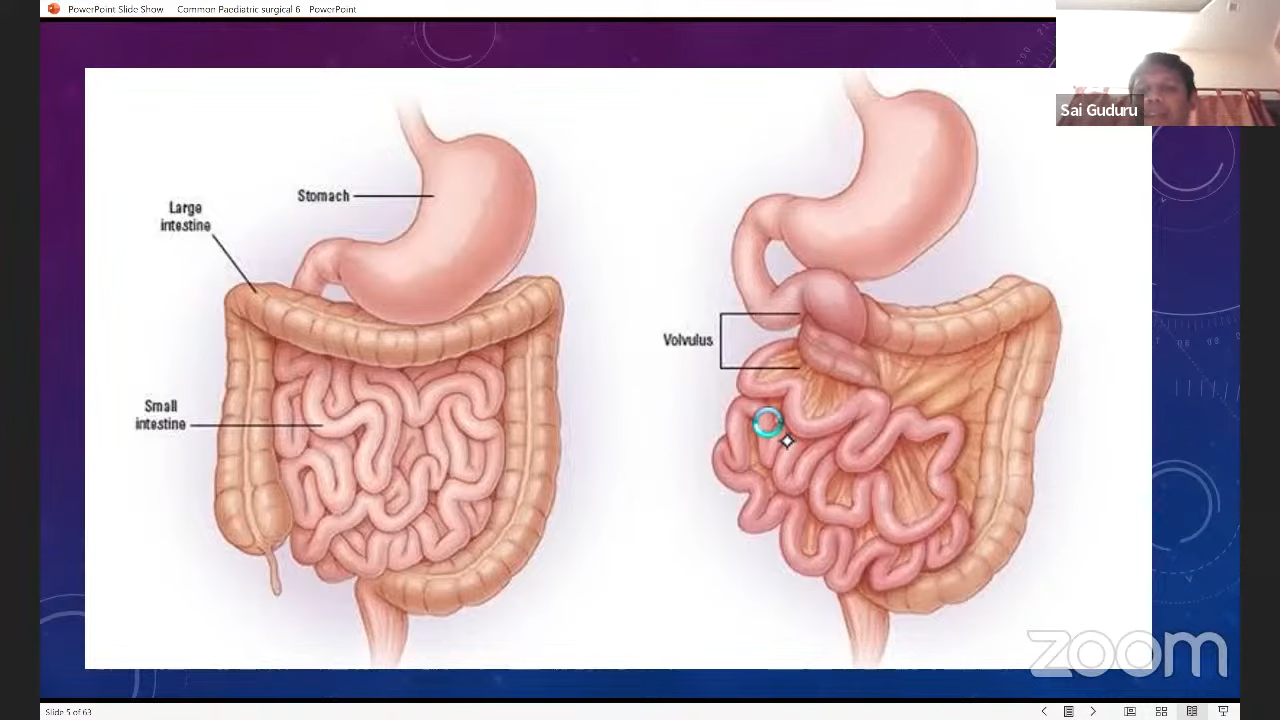 PowerPoint Slide Show
Common Paediatric surgical 6
PowerPoint
Sai Guduru
Stomach
Large
intestine
Small
intestine
Volvulus
zoom
Slide 5 of 63